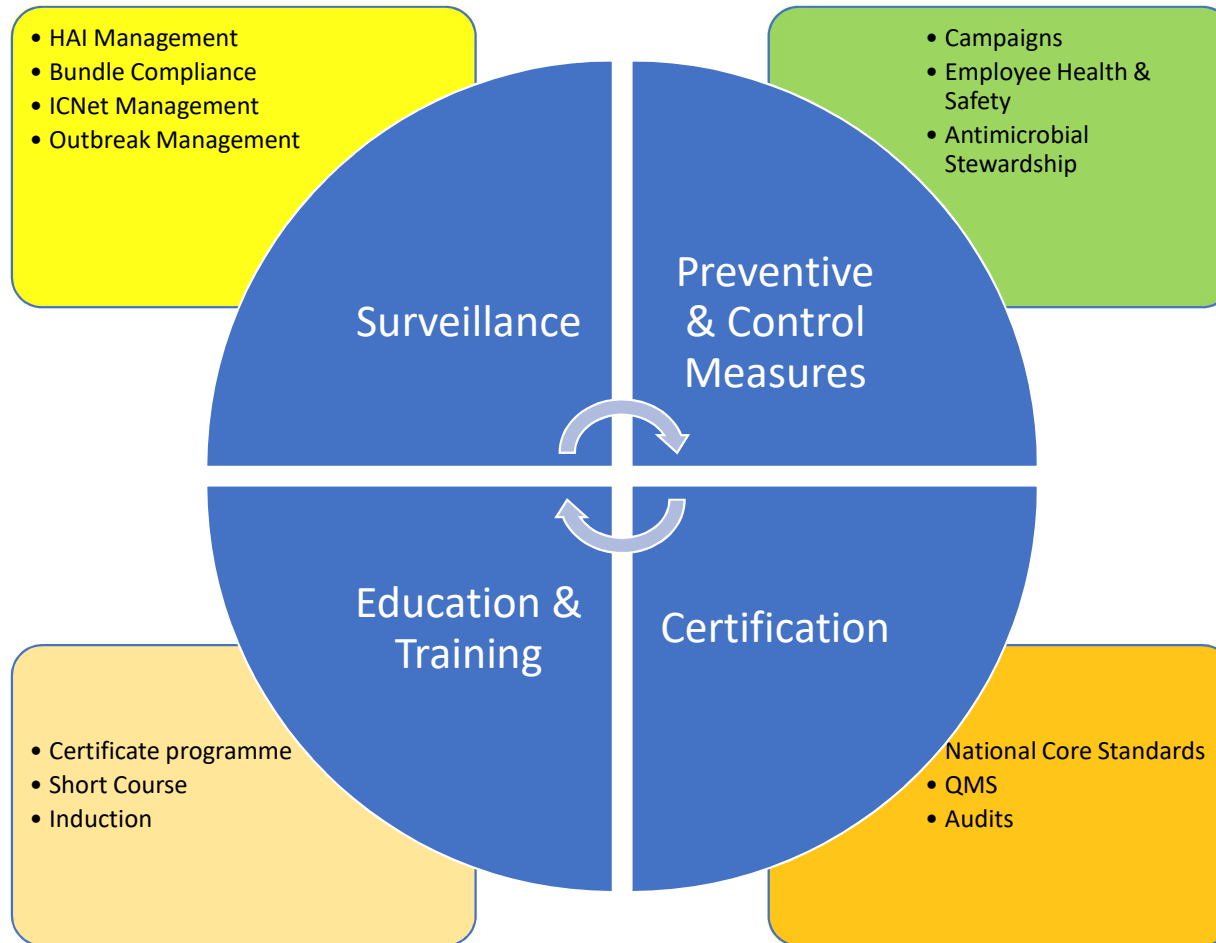 • HAI Management
• Bundle Compliance
• ICNet Management
• Outbreak Management
• Campaigns
• Employee Health &
Safety
• Antimicrobial
Stewardship
Surveillance
Preventive
& Control
Measures
Education &
Training
Certification
• Certificate programme
• Short Course
• Induction
National Core Standards
• QMS
• Audits